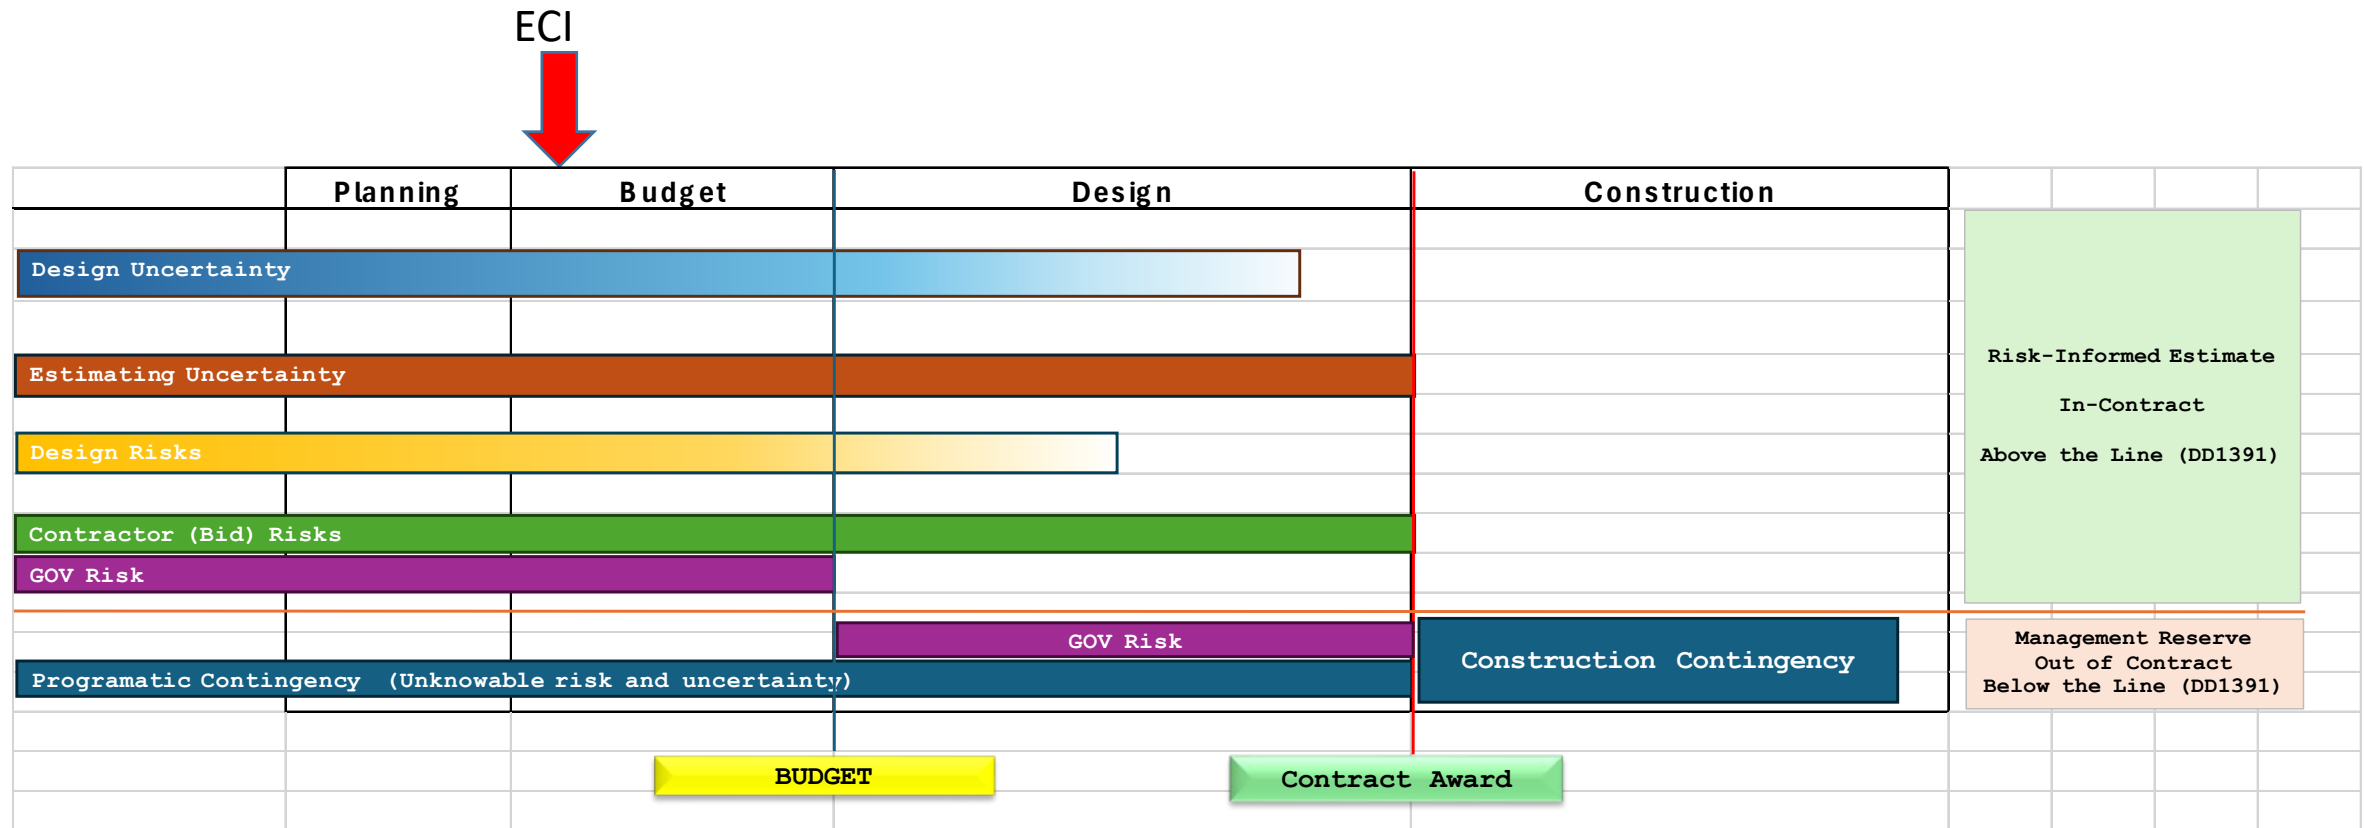 ECI
Planning
Budget
Design
Construction
Design Uncertainty
Estimating Uncertainty
Design Risks
Contractor (Bid) Risks
GOV Risk
Risk-Informed Estimate
In-Contract
Above the Line (DD1391)
GOV Risk
Programatic Contingency (Unknowable risk and uncertainty)
Construction Contingency
Management Reserve
Out of Contract
Below the Line (DD1391)
BUDGET
Contract Award